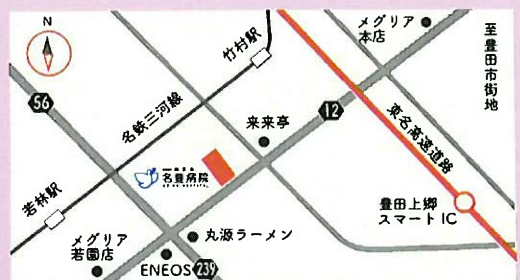 N
メグリア
本店
至豊田市街地
竹村駅
56
12
名鉄三河線
来来亭
東名高速道路
名豊病院
若林駅
豊田上郷
スマートIC
丸源ラーメン
メグリア
若園店
ENEOS
239